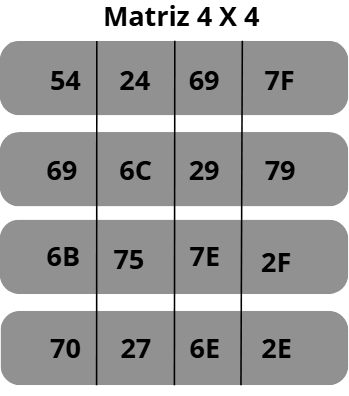 Matriz 4 X 4
54 24 69 7F
69 6C 29 79
6B 75 7E 2F
70 27 6E 2E